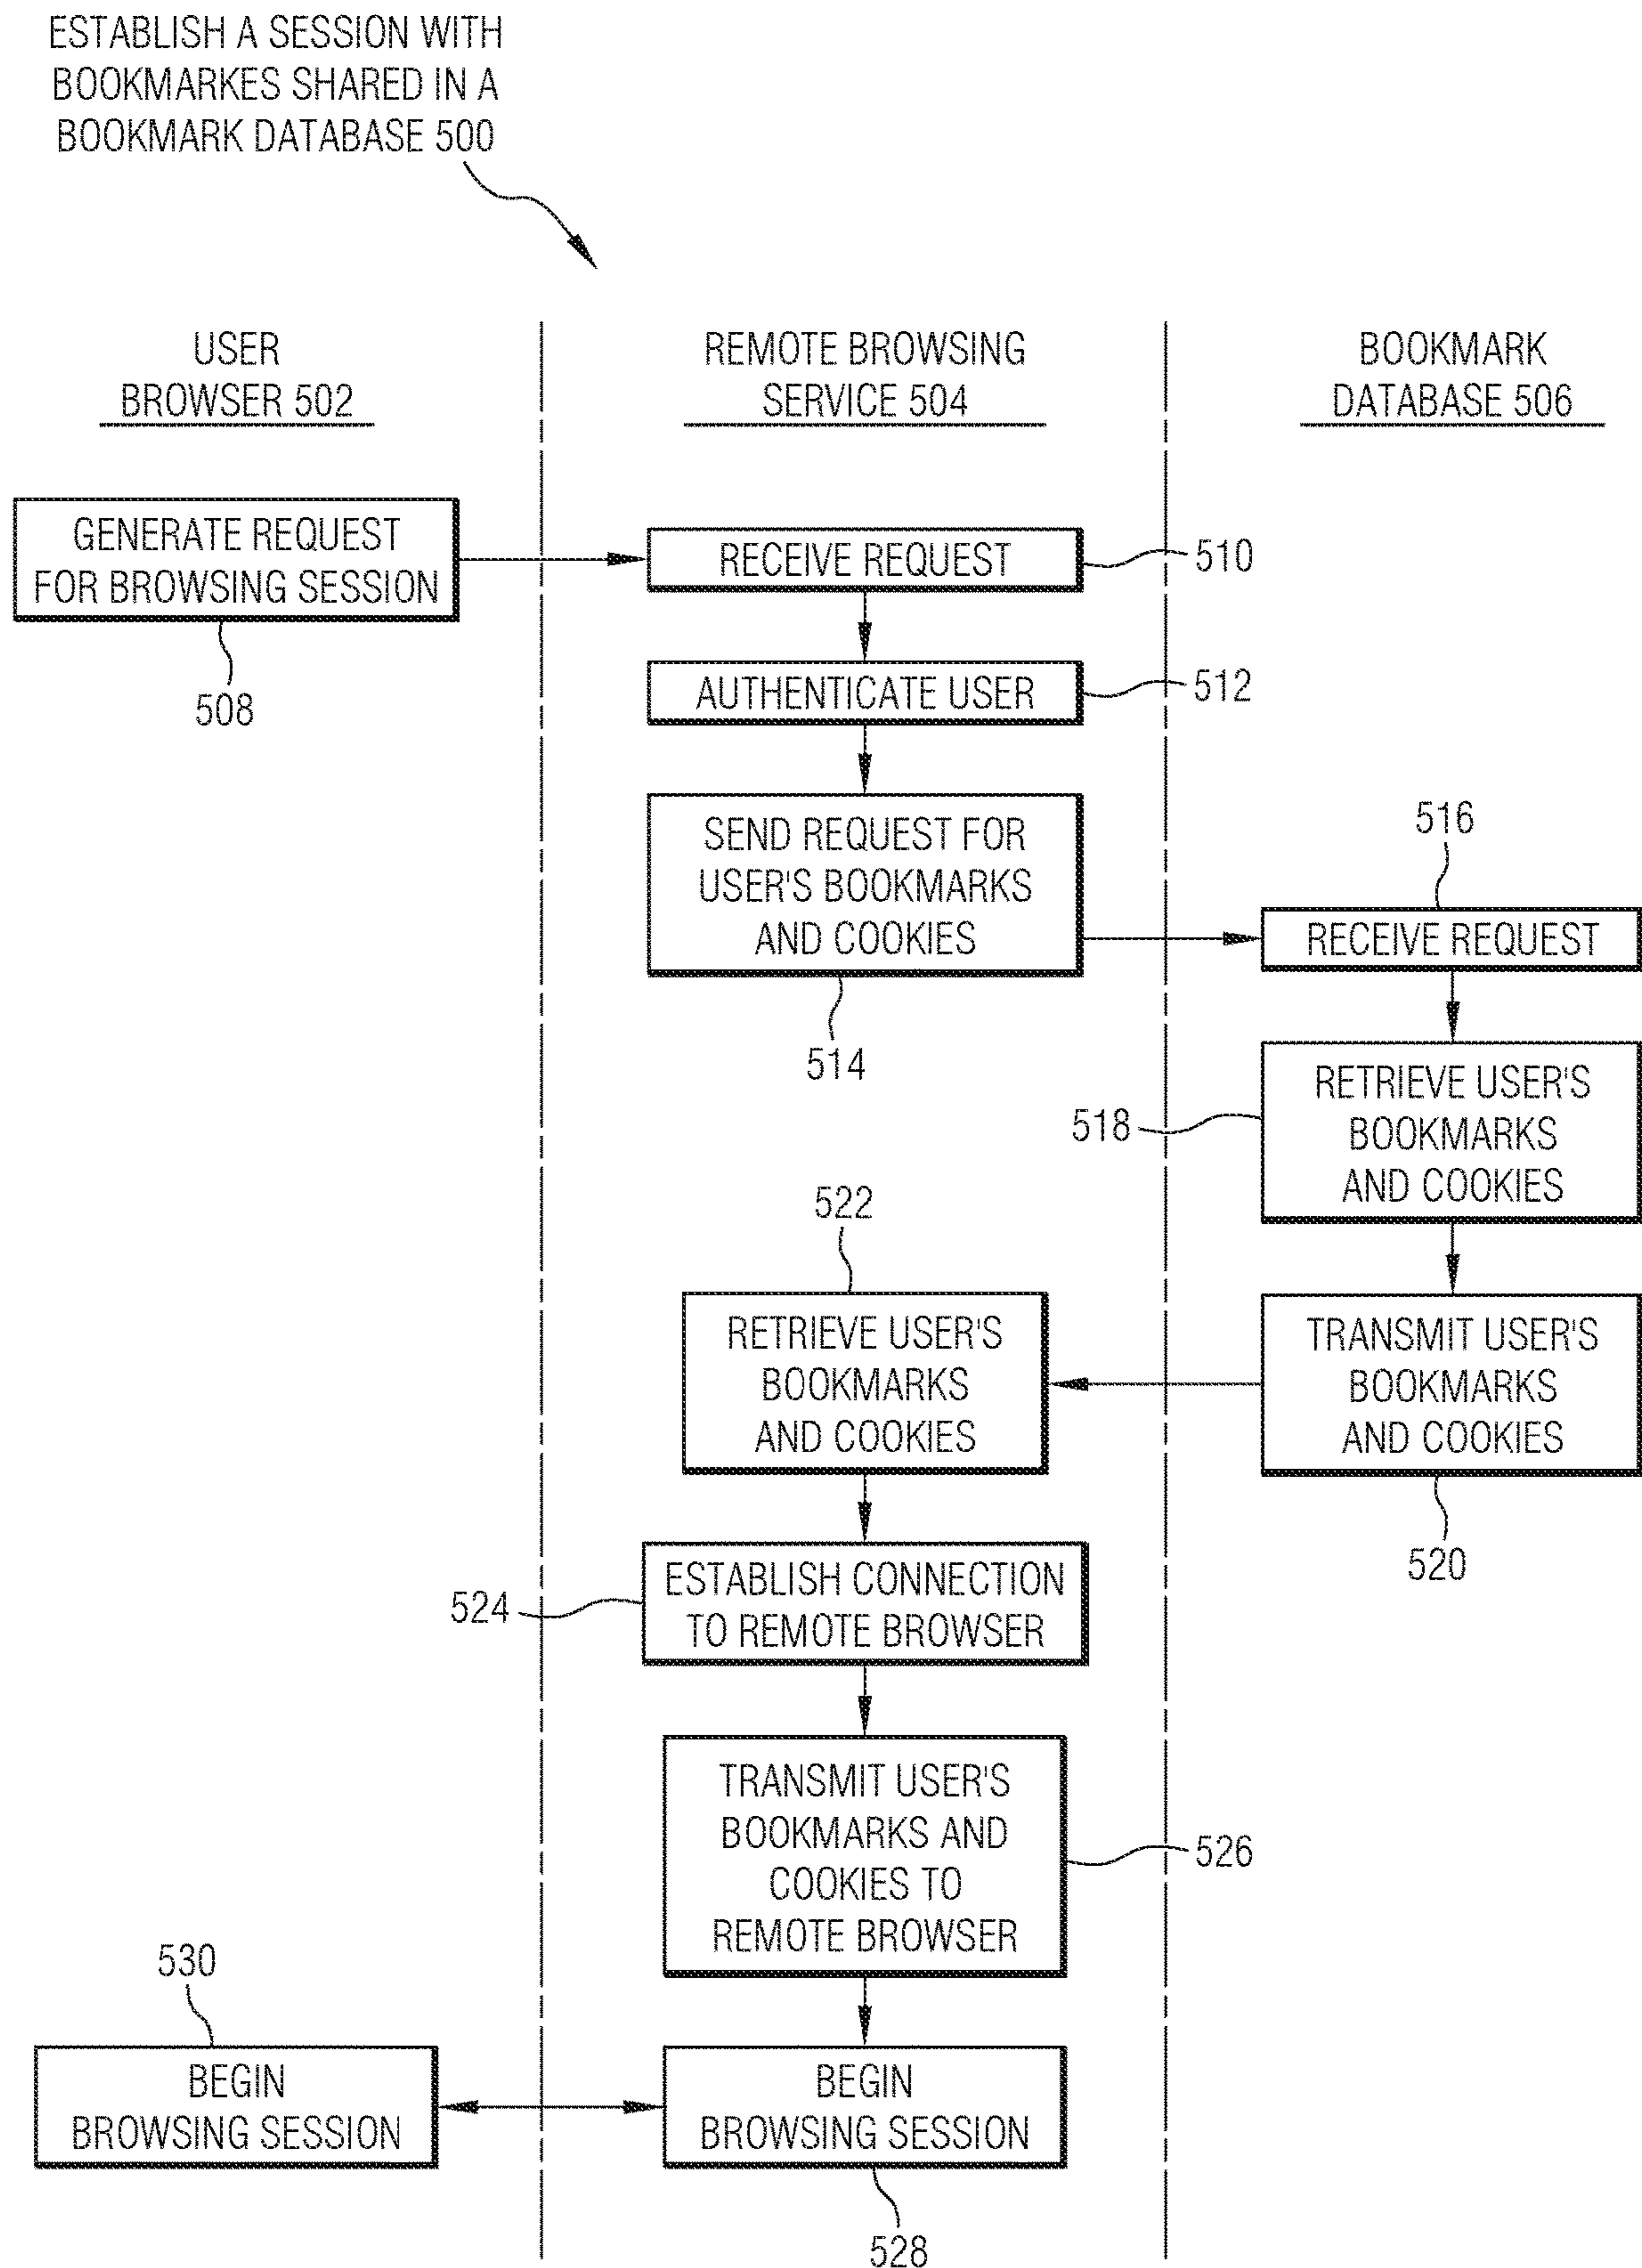 ESTABLISH A SESSION WITH
BOOKMARKES SHARED IN A
BOOKMARK DATABASE 500
USER
BROWSER 502
REMOTE BROWSING
SERVICE 504
BOOKMARK
DATABASE 506
GENERATE REQUEST
FOR BROWSING SESSION
508
RECEIVE REQUEST
510
AUTHENTICATE USER
512
SEND REQUEST FOR
USER'S BOOKMARKS
AND COOKIES
514
516
RECEIVE REQUEST
RETRIEVE USER'S
BOOKMARKS
AND COOKIES
518
TRANSMIT USER'S
BOOKMARKS
AND COOKIES
520
522
RETRIEVE USER'S
BOOKMARKS
AND COOKIES
ESTABLISH CONNECTION
TO REMOTE BROWSER
524
TRANSMIT USER'S
BOOKMARKS AND
COOKIES TO
REMOTE BROWSER
526
530
BEGIN
BROWSING SESSION
BEGIN
BROWSING SESSION
528